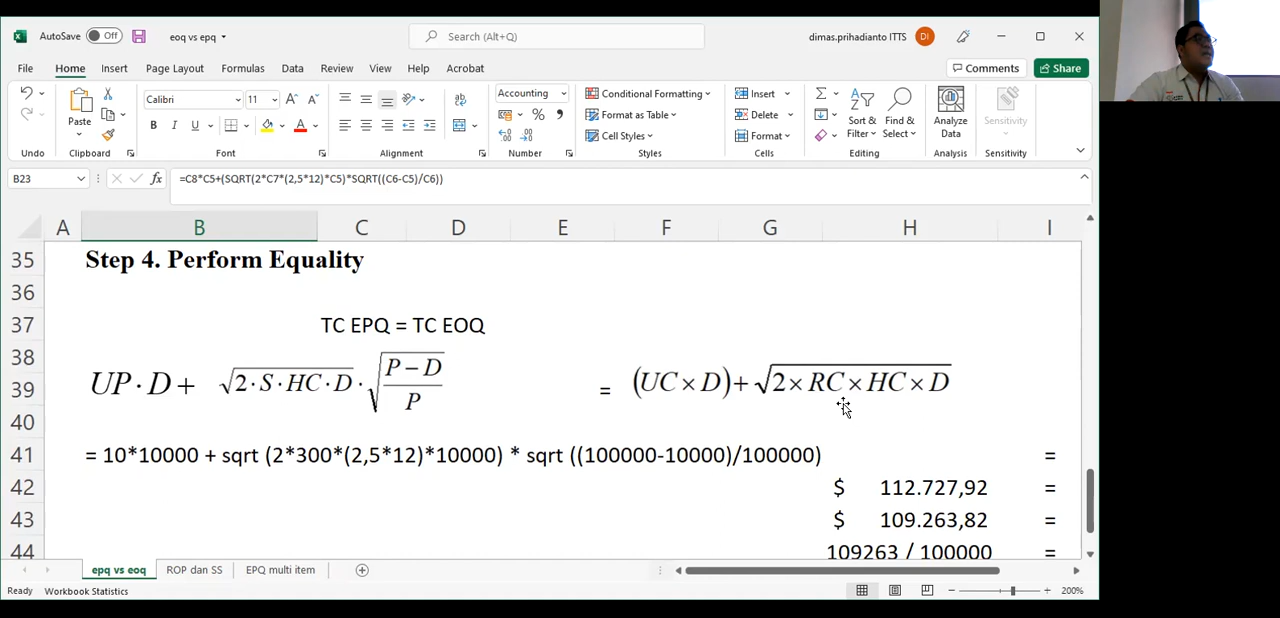 AutoSave Off eoq vs epq Search (Alt+Q) dimas.prihadianto ITTS DI
File Home Insert Page Layout Formulas Data Review View Help Acrobat Comments Share
Calibri 11 Accounting Conditional Formatting Insert
Paste Format as Table Delete Sort & Filter Find & Select Analyze Data Sensitivity
B I U A % Cell Styles Format
Undo Clipboard Font Alignment Number Styles Cells Editing Analysis Sensitivity
B23 fx =C8*C5+(SQRT(2*C7*(2,5*12)*C5)*SQRT((C6-C5)/C6))
A B C D E F G H I
35 Step 4. Perform Equality
36
37 TC EPQ = TC EOQ
38
39 UP · D + √2 · S · HC · D · √P − D / P = (UC × D) + √2 × RC × HC × D
40
41 = 10*10000 + sqrt (2*300*(2,5*12)*10000) * sqrt ((100000-10000)/100000) =
42 $ 112.727,92 =
43 $ 109.263,82 =
44 109263 / 100000 =
epq vs eoq ROP dan SS EPQ multi item
Ready Workbook Statistics 200%